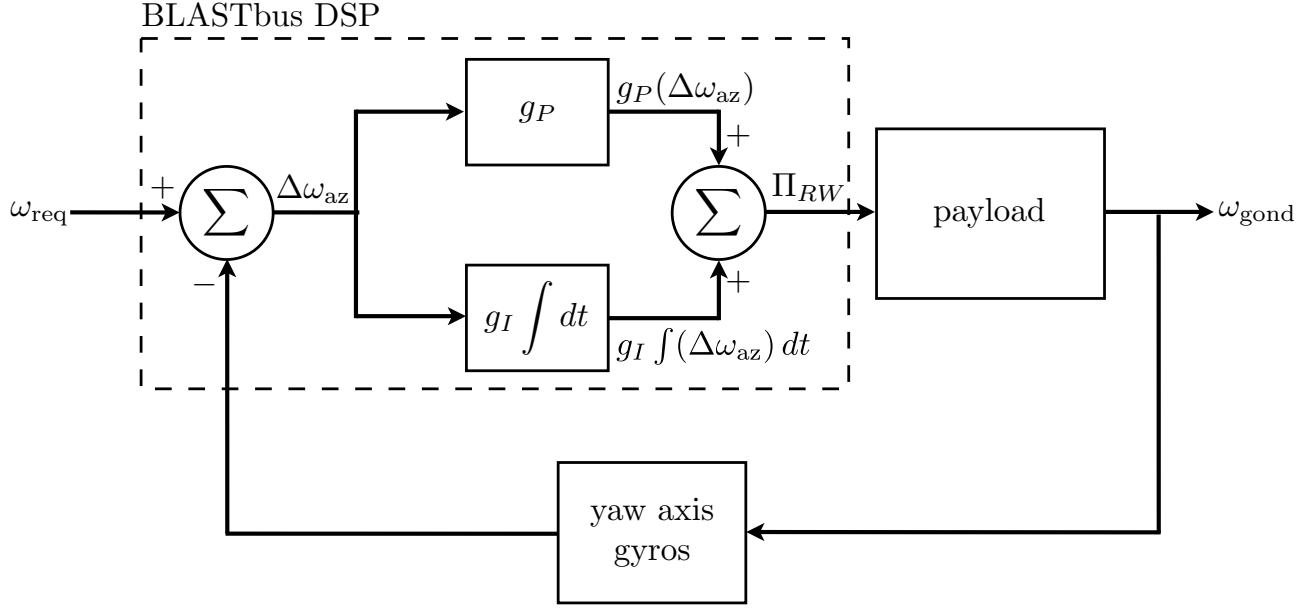 BLASTbus DSP
g_P
g_P(Δω_az)
+
ω_req
+
∑
Δω_az
∑
Π_RW
payload
ω_gond
−
g_I ∫ dt
+
g_I ∫(Δω_az) dt
yaw axis
gyros